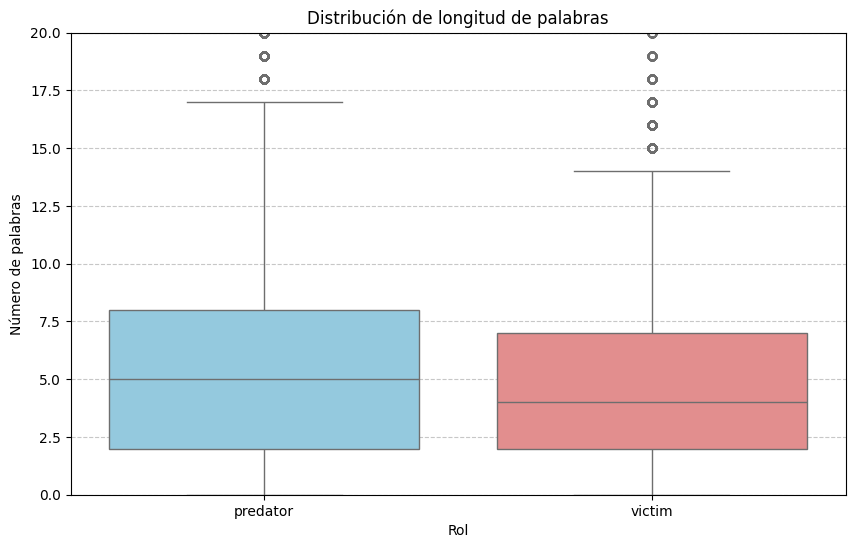 Distribución de longitud de palabras
Número de palabras
20.0
17.5
15.0
12.5
10.0
7.5
5.0
2.5
0.0
predator victim
Rol